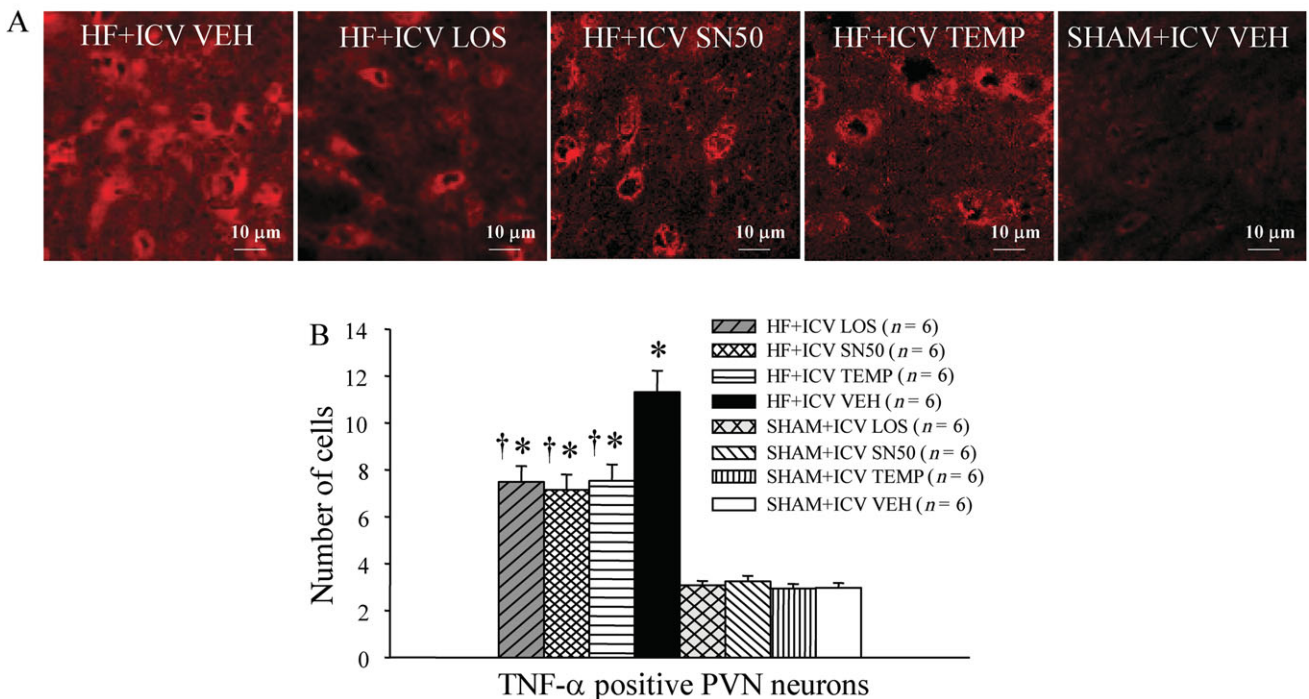 A
HF+ICV VEH
HF+ICV LOS
HF+ICV SN50
HF+ICV TEMP
SHAM+ICV VEH
10 μm
10 μm
10 μm
10 μm
10 μm
B
14
12
10
8
6
4
2
0
Number of cells
†*
†*
†*
*
HF+ICV LOS (n = 6)
HF+ICV SN50 (n = 6)
HF+ICV TEMP (n = 6)
HF+ICV VEH (n = 6)
SHAM+ICV LOS (n = 6)
SHAM+ICV SN50 (n = 6)
SHAM+ICV TEMP (n = 6)
SHAM+ICV VEH (n = 6)
TNF-α positive PVN neurons